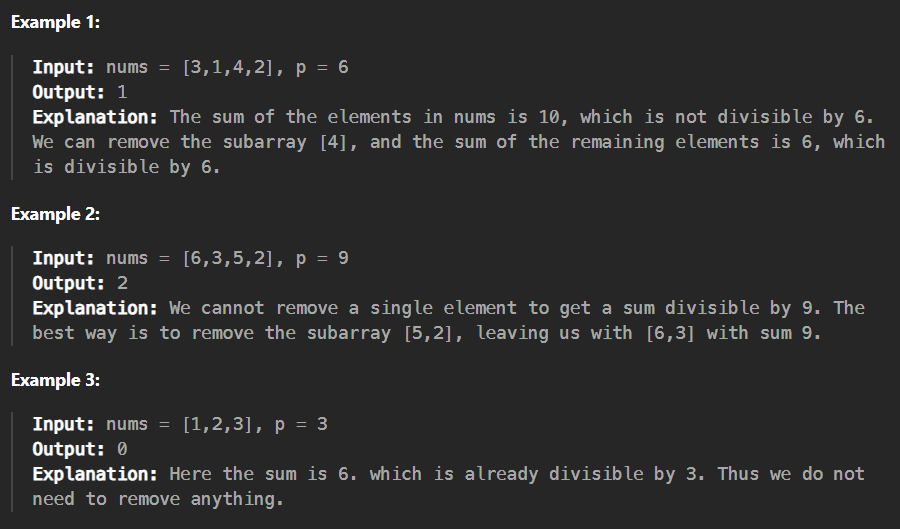 Example 1:
Input: nums = [3,1,4,2], p = 6
Output: 1
Explanation: The sum of the elements in nums is 10, which is not divisible by 6.
We can remove the subarray [4], and the sum of the remaining elements is 6, which
is divisible by 6.
Example 2:
Input: nums = [6,3,5,2], p = 9
Output: 2
Explanation: We cannot remove a single element to get a sum divisible by 9. The
best way is to remove the subarray [5,2], leaving us with [6,3] with sum 9.
Example 3:
Input: nums = [1,2,3], p = 3
Output: 0
Explanation: Here the sum is 6. which is already divisible by 3. Thus we do not
need to remove anything.